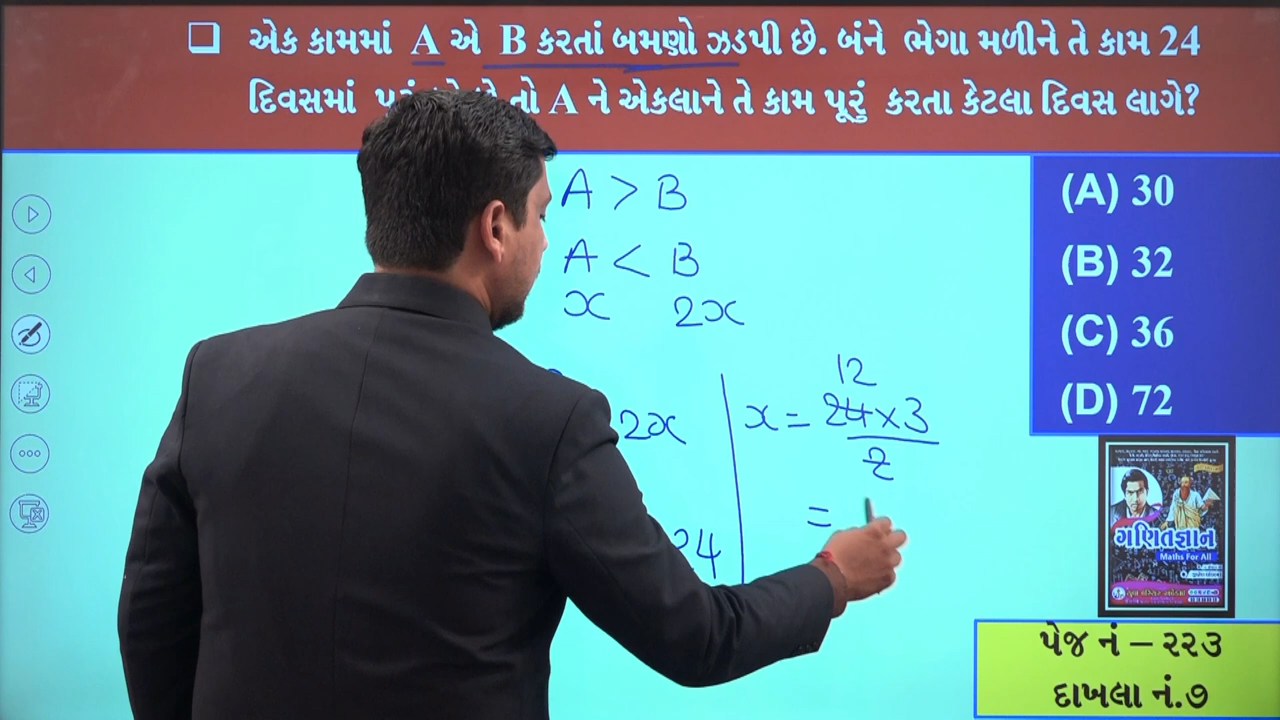 ❑ એક કામમાં A એ B કરતાં બમણો ઝડપી છે. બંને ભેગા મળીને તે કામ 24
દિવસમાં તો A ને એકલાને તે કામ પૂરું કરતા કેટલા દિવસ લાગે?
A > B
A < B
x 2x
(A) 30
(B) 32
(C) 36
(D) 72
2x
24
12
x = 24 × 3
2
=
ગણિતજ્ઞાન
Maths For All
પેજ નં – ૨૨૩
દાખલા નં.૭